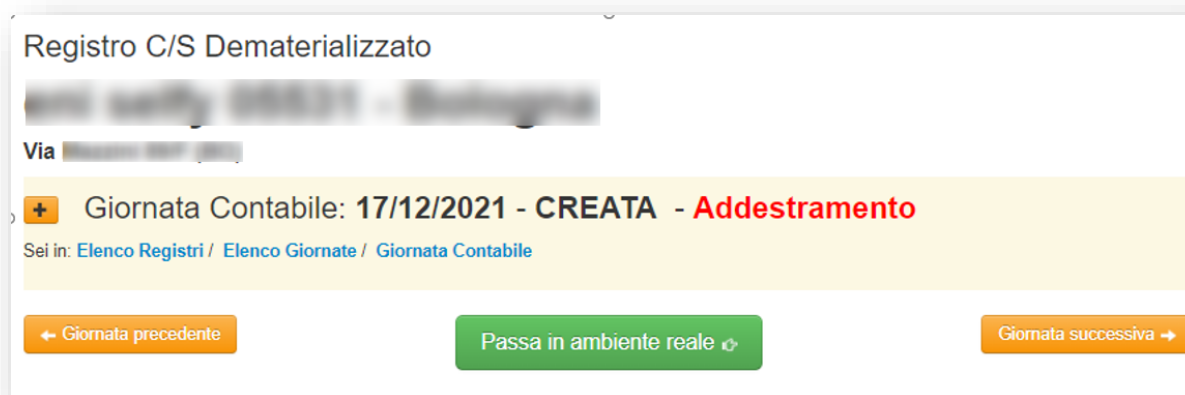 Registro C/S Dematerializzato
Via
+ Giornata Contabile: 17/12/2021 - CREATA - Addestramento
Sei in: Elenco Registri / Elenco Giornate / Giornata Contabile
← Giornata precedente
Passa in ambiente reale
Giornata successiva →